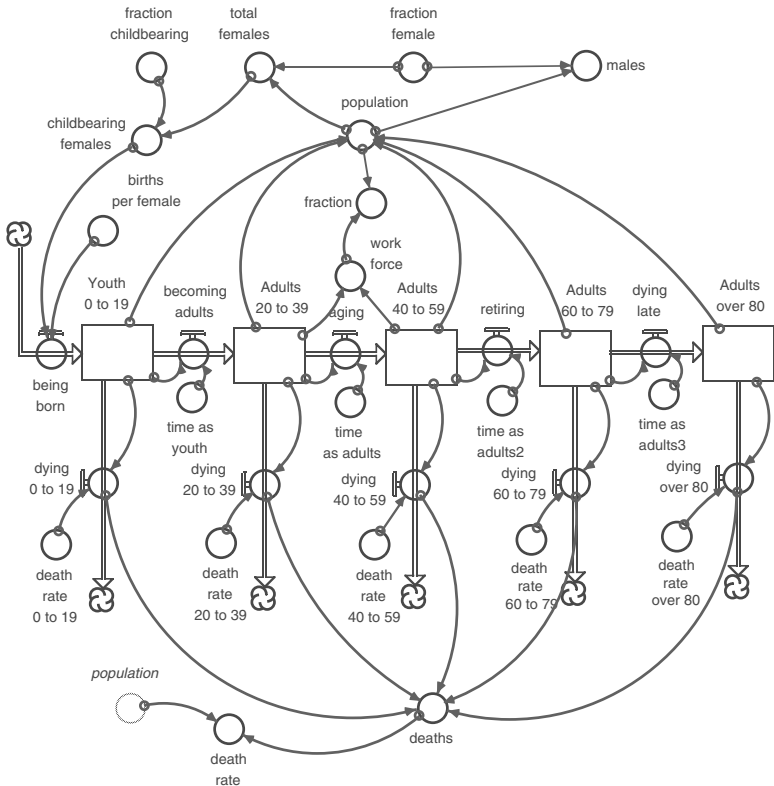 fraction
childbearing
total
females
fraction
female
males
population
childbearing
females
births
per female
fraction
work
force
Youth
0 to 19
becoming
adults
Adults
20 to 39
aging
Adults
40 to 59
retiring
Adults
60 to 79
dying
late
Adults
over 80
being
born
time as
youth
time
as adults
time as
adults2
time as
adults3
dying
0 to 19
dying
20 to 39
dying
40 to 59
dying
60 to 79
dying
over 80
death
rate
0 to 19
death
rate
20 to 39
death
rate
40 to 59
death
rate
60 to 79
death
rate
over 80
population
deaths
death
rate